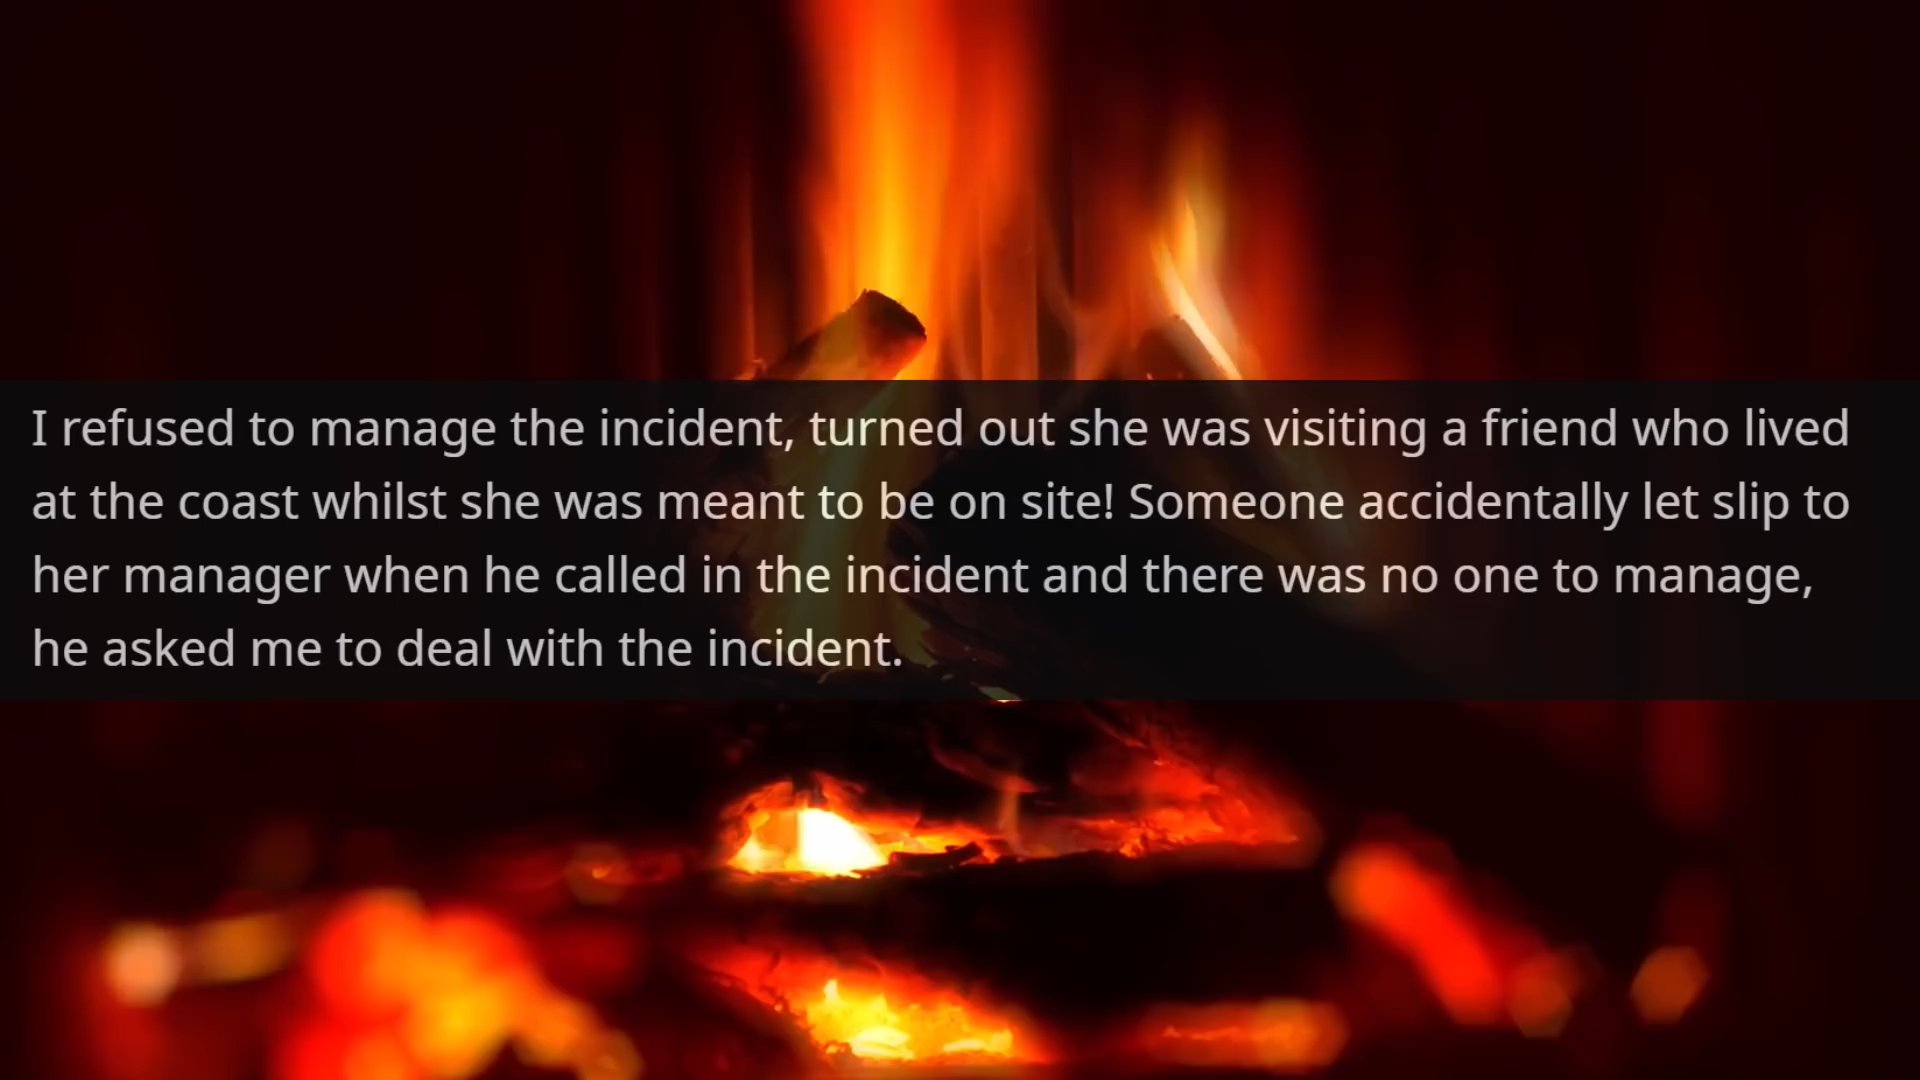 I refused to manage the incident, turned out she was visiting a friend who lived
at the coast whilst she was meant to be on site! Someone accidentally let slip to
her manager when he called in the incident and there was no one to manage,
he asked me to deal with the incident.